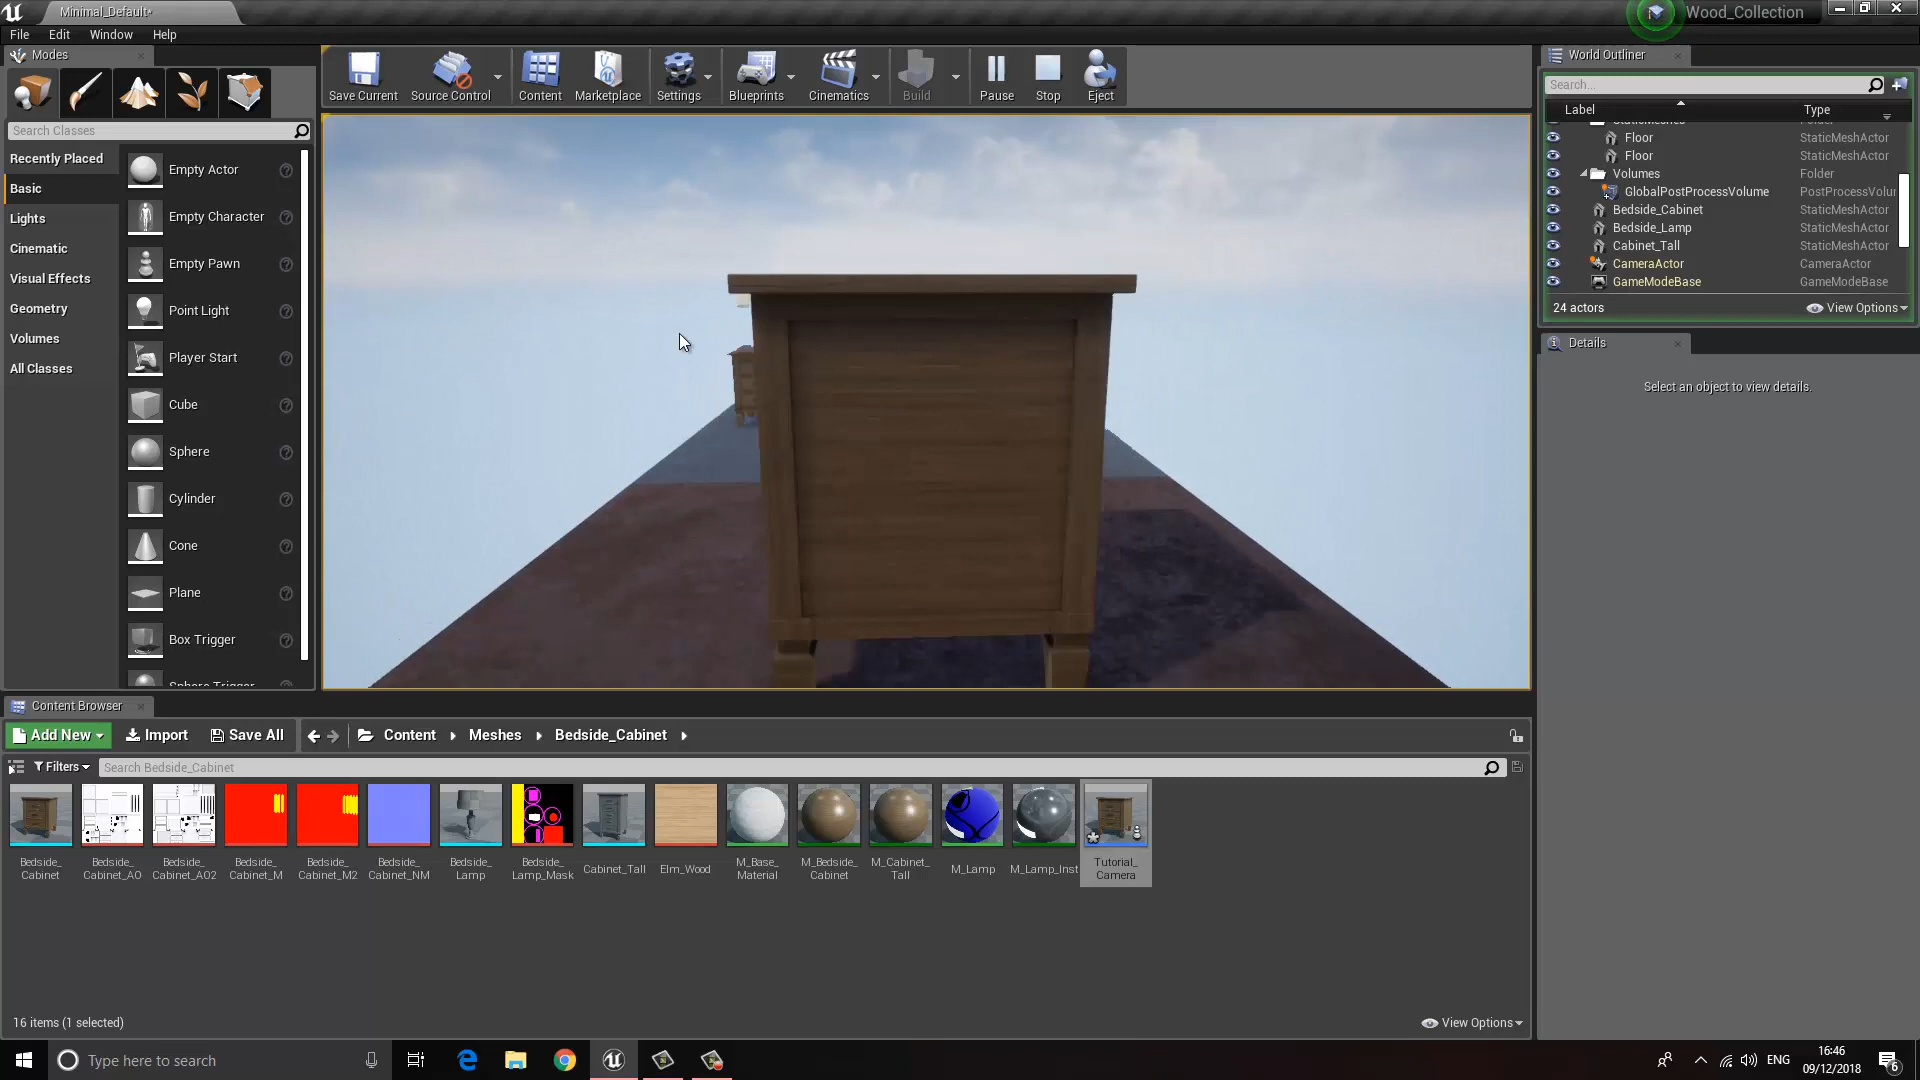 Minimal_Default*
Wood_Collection
File Edit Window Help
Modes
Save Current
Source Control
Content
Marketplace
Settings
Blueprints
Cinematics
Build
Pause
Stop
Eject
Search Classes
Recently Placed
Basic
Lights
Cinematic
Visual Effects
Geometry
Volumes
All Classes
Empty Actor
Empty Character
Empty Pawn
Point Light
Player Start
Cube
Sphere
Cylinder
Cone
Plane
Box Trigger
Sphere Trigger
World Outliner
Search...
Label Type
StaticMeshes Folder
Floor StaticMeshActor
Floor StaticMeshActor
Volumes Folder
GlobalPostProcessVolume PostProcessVolu
Bedside_Cabinet StaticMeshActor
Bedside_Lamp StaticMeshActor
Cabinet_Tall StaticMeshActor
CameraActor CameraActor
GameModeBase GameModeBase
24 actors View Options
Details
Select an object to view details.
Content Browser
Add New Import Save All Content Meshes Bedside_Cabinet
Filters Search Bedside_Cabinet
Bedside_
Cabinet
Bedside_
Cabinet_AO
Bedside_
Cabinet_AO2
Bedside_
Cabinet_M
Bedside_
Cabinet_M2
Bedside_
Cabinet_NM
Bedside_
Lamp
Bedside_
Lamp_Mask
Cabinet_Tall
Elm_Wood
M_Base_
Material
M_Bedside_
Cabinet
M_Cabinet_
Tall
M_Lamp
M_Lamp_Inst
Tutorial_
Camera
16 items (1 selected) View Options
Type here to search
ENG
16:46
09/12/2018
6